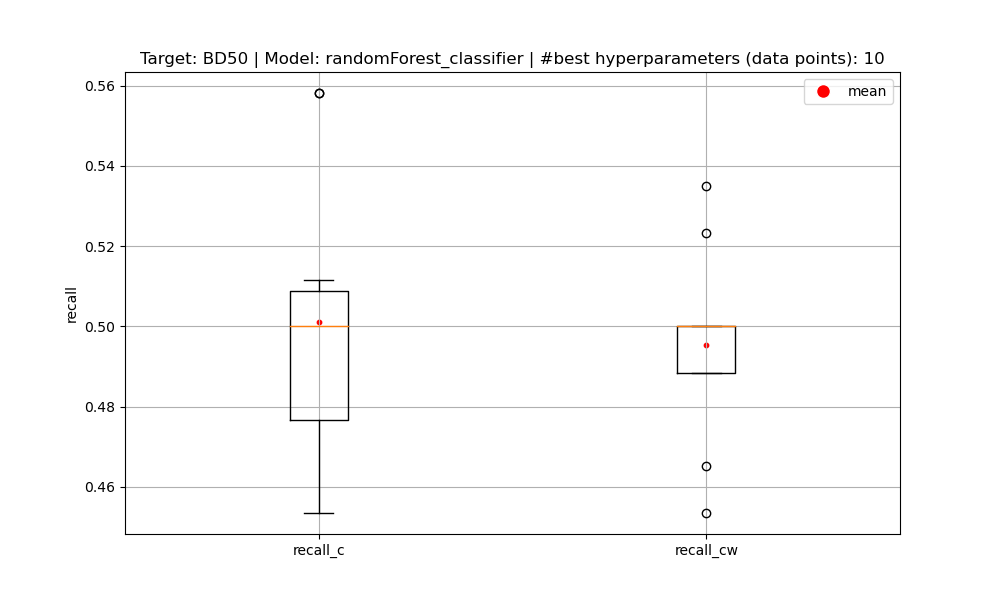 Target: BD50 | Model: randomForest_classifier | #best hyperparameters (data points): 10
mean
0.56
0.54
0.52
0.50
0.48
0.46
recall
recall_c
recall_cw